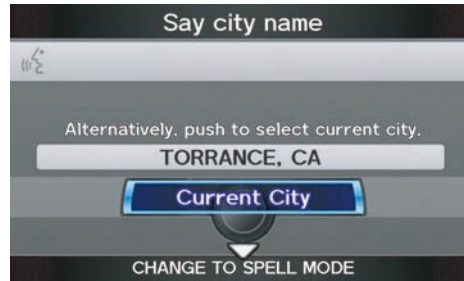 Say city name
Alternatively, push to select current city.
TORRANCE, CA
Current City
CHANGE TO SPELL MODE